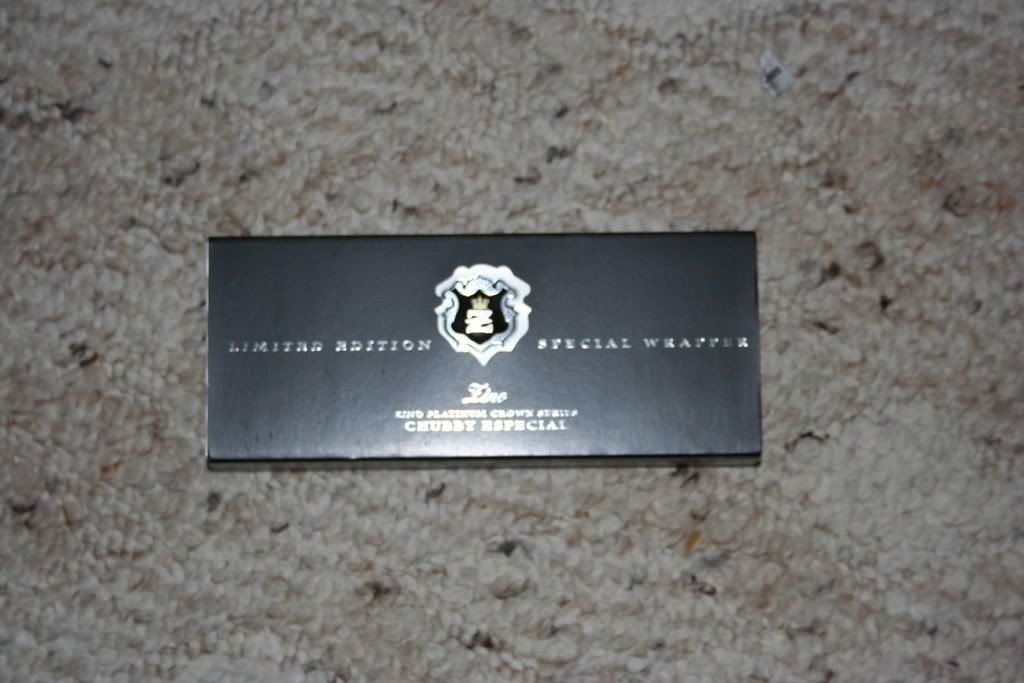 Z
LIMITED EDITION SPECIAL WRAPPER
Zino
ZINO PLATINUM CROWN SERIES
CHUBBY ESPECIAL